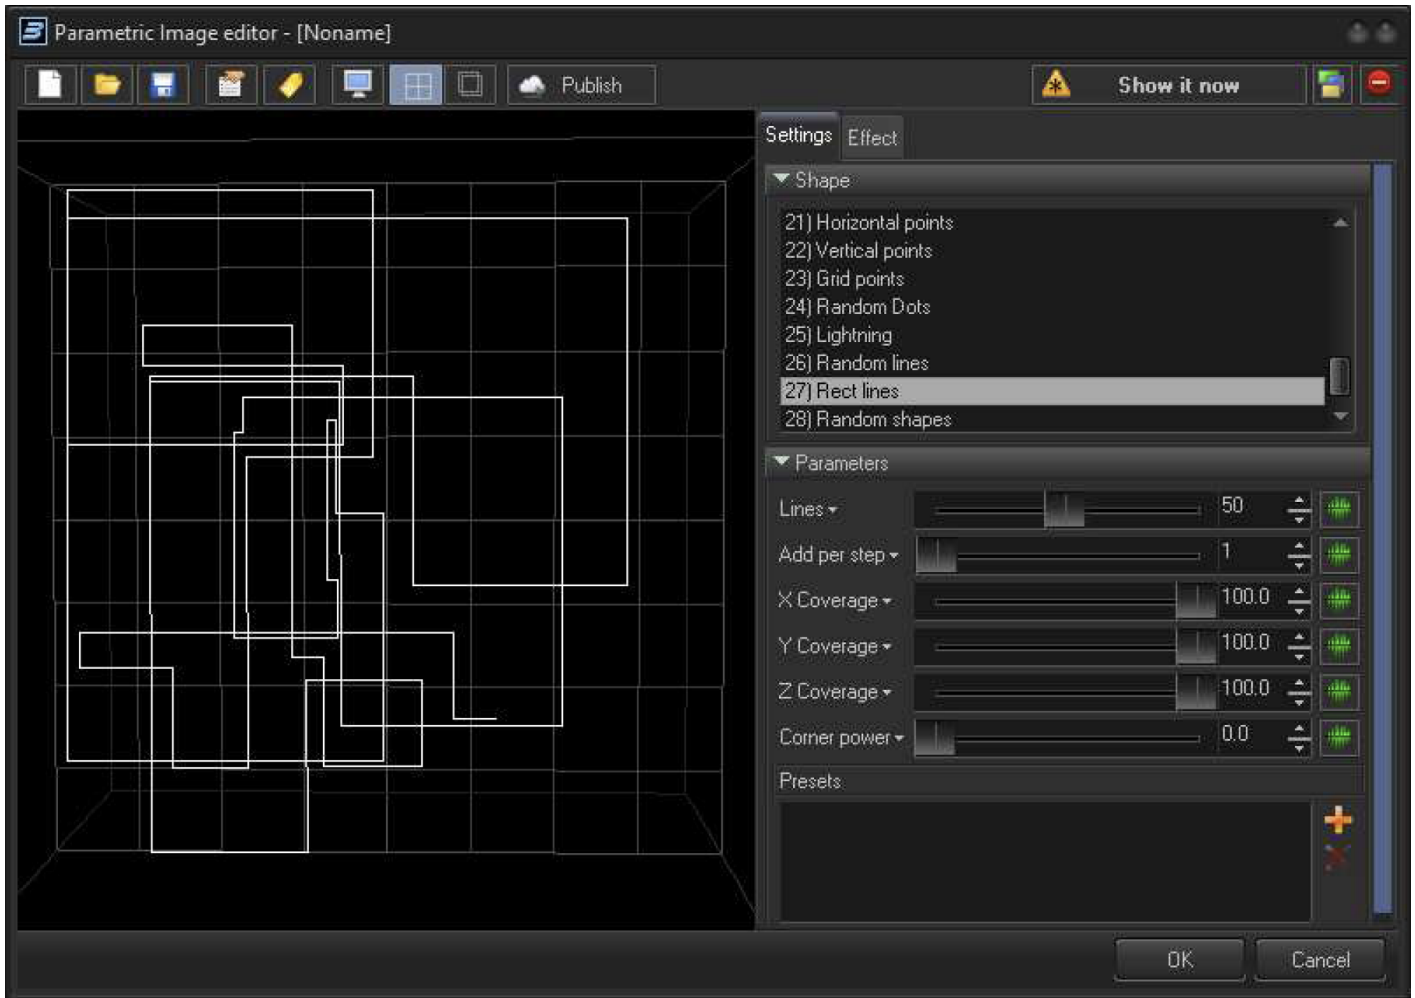 Parametric Image editor - [Noname]
Publish
Show it now
Settings
Effect
Shape
21) Horizontal points
22) Vertical points
23) Grid points
24) Random Dots
25) Lightning
26) Random lines
27) Rect lines
28) Random shapes
Parameters
Lines 50
Add per step 1
X Coverage 100.0
Y Coverage 100.0
Z Coverage 100.0
Corner power 0.0
Presets
OK
Cancel